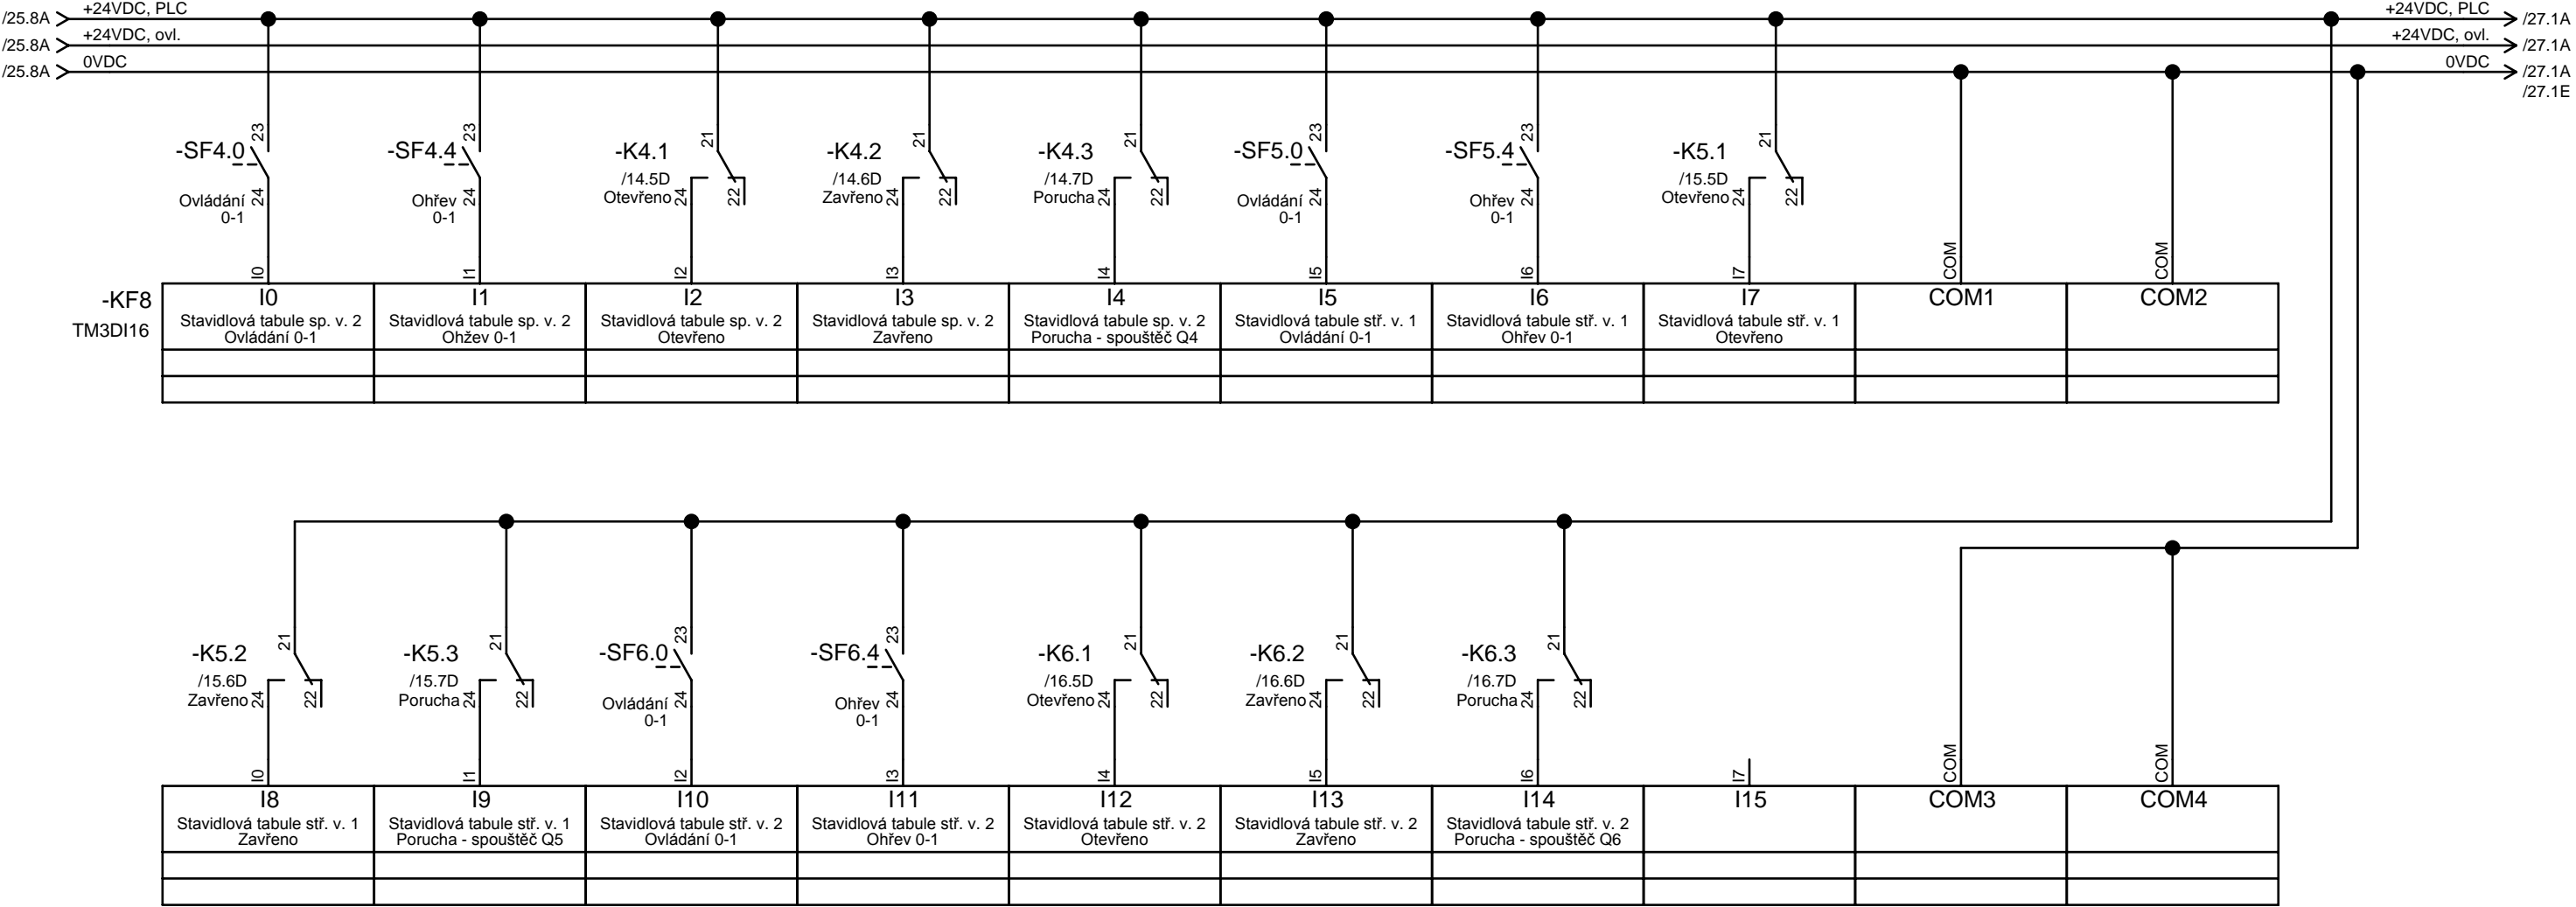 /25.8A
+24VDC, PLC
+24VDC, PLC
/27.1A
/25.8A
+24VDC, ovl.
+24VDC, ovl.
/27.1A
/25.8A
0VDC
0VDC
/27.1A
/27.1E
-SF4.0
23
24
Ovládání
0-1
I0
-SF4.4
23
24
Ohřev
0-1
I1
-K4.1
21
/14.5D
Otevřeno
24
22
I2
-K4.2
21
/14.6D
Zavřeno
24
22
I3
-K4.3
21
/14.7D
Porucha
24
22
I4
-SF5.0
23
24
Ovládání
0-1
I5
-SF5.4
23
24
Ohřev
0-1
I6
-K5.1
21
/15.5D
Otevřeno
24
22
I7
COM
COM
-KF8
TM3DI16
I0
Stavidlová tabule sp. v. 2
Ovládání 0-1
I1
Stavidlová tabule sp. v. 2
Ohžev 0-1
I2
Stavidlová tabule sp. v. 2
Otevřeno
I3
Stavidlová tabule sp. v. 2
Zavřeno
I4
Stavidlová tabule sp. v. 2
Porucha - spouštěč Q4
I5
Stavidlová tabule stř. v. 1
Ovládání 0-1
I6
Stavidlová tabule stř. v. 1
Ohřev 0-1
I7
Stavidlová tabule stř. v. 1
Otevřeno
COM1
COM2
-K5.2
21
/15.6D
Zavřeno
24
22
I0
-K5.3
21
/15.7D
Porucha
24
22
I1
-SF6.0
23
24
Ovládání
0-1
I2
-SF6.4
23
24
Ohřev
0-1
I3
-K6.1
21
/16.5D
Otevřeno
24
22
I4
-K6.2
21
/16.6D
Zavřeno
24
22
I5
-K6.3
21
/16.7D
Porucha
24
22
I6
I7
COM
COM
I8
Stavidlová tabule stř. v. 1
Zavřeno
I9
Stavidlová tabule stř. v. 1
Porucha - spouštěč Q5
I10
Stavidlová tabule stř. v. 2
Ovládání 0-1
I11
Stavidlová tabule stř. v. 2
Ohřev 0-1
I12
Stavidlová tabule stř. v. 2
Otevřeno
I13
Stavidlová tabule stř. v. 2
Zavřeno
I14
Stavidlová tabule stř. v. 2
Porucha - spouštěč Q6
I15
COM3
COM4